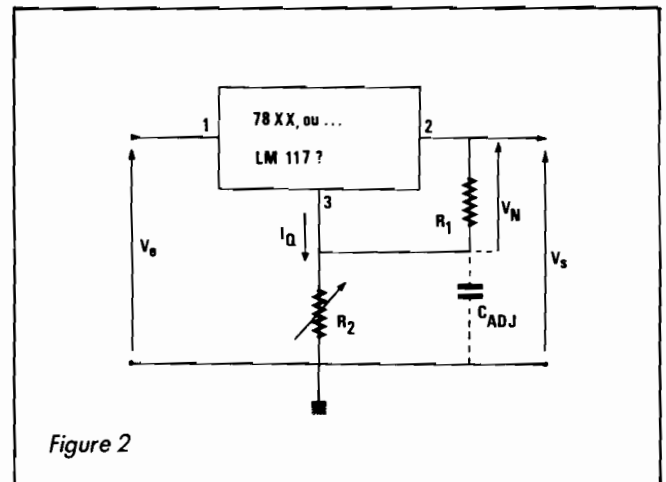 1
78 XX, ou ...
2
LM 117 ?
3
I_Q
R_1
V_N
V_e
V_s
R_2
C_ADJ
Figure 2